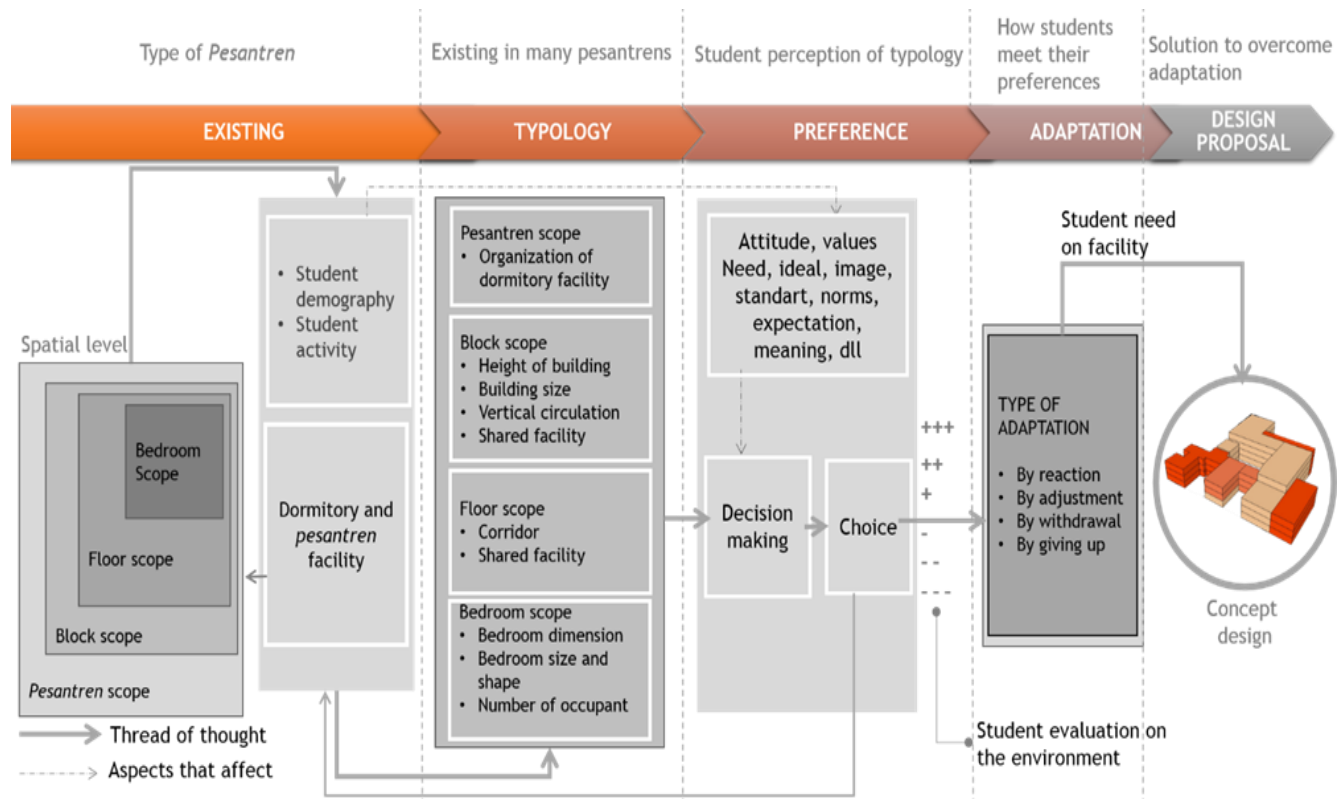 Type of Pesantren
Existing in many pesantrens
Student perception of typology
How students
meet their
preferences
Solution to overcome
adaptation
EXISTING
TYPOLOGY
PREFERENCE
ADAPTATION
DESIGN
PROPOSAL
Spatial level
Bedroom
Scope
Floor scope
Block scope
Pesantren scope
• Student
demography
• Student
activity
Dormitory and
pesantren
facility
Pesantren scope
• Organization of
dormitory facility
Block scope
• Height of building
• Building size
• Vertical circulation
• Shared facility
Floor scope
• Corridor
• Shared facility
Bedroom scope
• Bedroom dimension
• Bedroom size and
shape
• Number of occupant
Attitude, values
Need, ideal, image,
standart, norms,
expectation,
meaning, dll
Decision
making
Choice
+++
++
+
-
--
---
Student evaluation on
the environment
TYPE OF
ADAPTATION
• By reaction
• By adjustment
• By withdrawal
• By giving up
Student need
on facility
Concept
design
Thread of thought
Aspects that affect